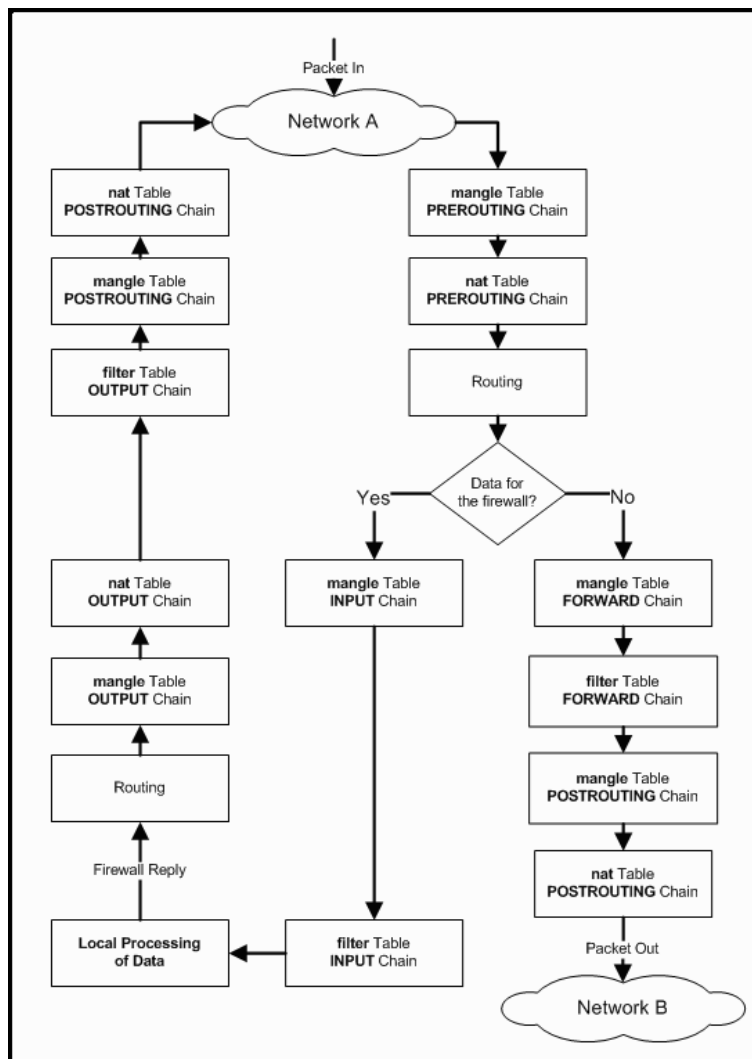 Packet In
Network A
nat Table
POSTROUTING Chain
mangle Table
POSTROUTING Chain
filter Table
OUTPUT Chain
nat Table
OUTPUT Chain
mangle Table
OUTPUT Chain
Routing
Firewall Reply
Local Processing
of Data
mangle Table
PREROUTING Chain
nat Table
PREROUTING Chain
Routing
Data for
the firewall?
Yes
No
mangle Table
INPUT Chain
filter Table
INPUT Chain
mangle Table
FORWARD Chain
filter Table
FORWARD Chain
mangle Table
POSTROUTING Chain
nat Table
POSTROUTING Chain
Packet Out
Network B